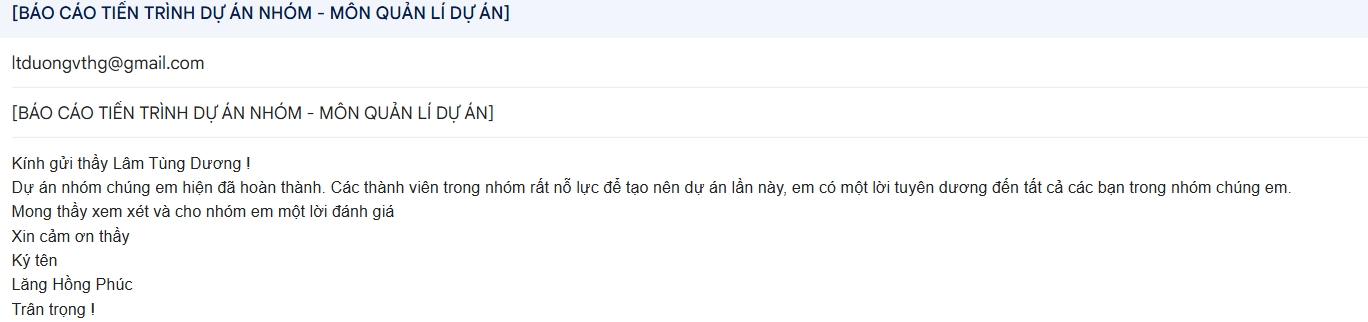 [BÁO CÁO TIẾN TRÌNH DỰ ÁN NHÓM - MÔN QUẢN LÍ DỰ ÁN]
ltduongvthg@gmail.com
[BÁO CÁO TIẾN TRÌNH DỰ ÁN NHÓM - MÔN QUẢN LÍ DỰ ÁN]
Kính gửi thầy Lâm Tùng Dương !
Dự án nhóm chúng em hiện đã hoàn thành. Các thành viên trong nhóm rất nỗ lực để tạo nên dự án lần này, em có một lời tuyên dương đến tất cả các bạn trong nhóm chúng em.
Mong thầy xem xét và cho nhóm em một lời đánh giá
Xin cảm ơn thầy
Ký tên
Lăng Hồng Phúc
Trân trọng !